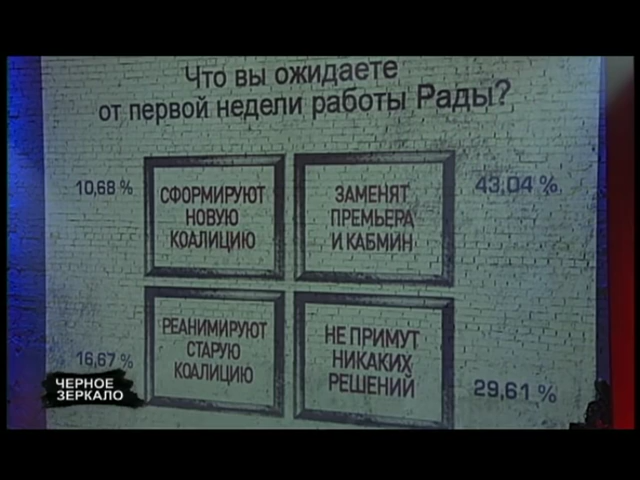 Что вы ожидаете
от первой недели работы Рады?
10,68 %
СФОРМИРУЮТ
НОВУЮ
КОАЛИЦИЮ
ЗАМЕНЯТ
ПРЕМЬЕРА
И КАБМИН
43,04 %
16,67 %
РЕАНИМИРУЮТ
СТАРУЮ
КОАЛИЦИЮ
НЕ ПРИМУТ
НИКАКИХ
РЕШЕНИЙ
29,61 %
ЧЕРНОЕ
ЗЕРКАЛО